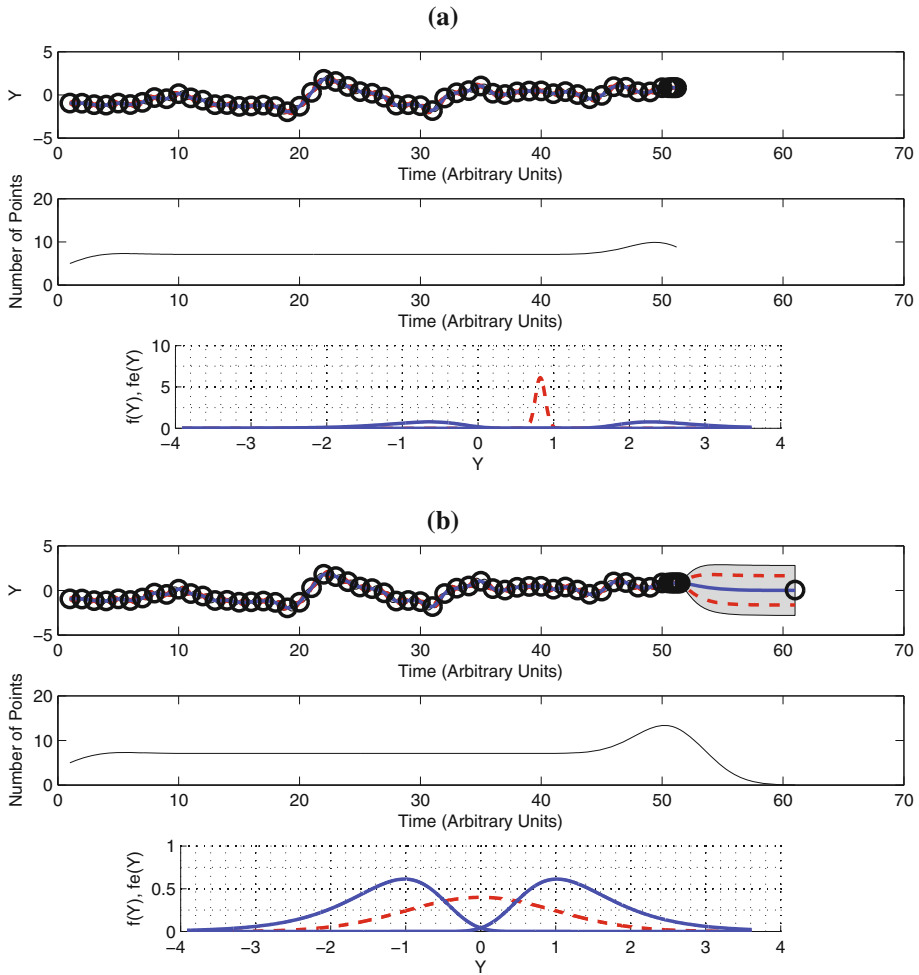 (a)
Y
5
0
−5
0 10 20 30 40 50 60 70
Time (Arbitrary Units)
Number of Points
20
10
0
0 10 20 30 40 50 60 70
Time (Arbitrary Units)
f(Y), fe(Y)
10
5
0
−4 −3 −2 −1 0 1 2 3 4
Y
(b)
Y
5
0
−5
0 10 20 30 40 50 60 70
Time (Arbitrary Units)
Number of Points
20
10
0
0 10 20 30 40 50 60 70
Time (Arbitrary Units)
f(Y), fe(Y)
1
0.5
0
−4 −3 −2 −1 0 1 2 3 4
Y